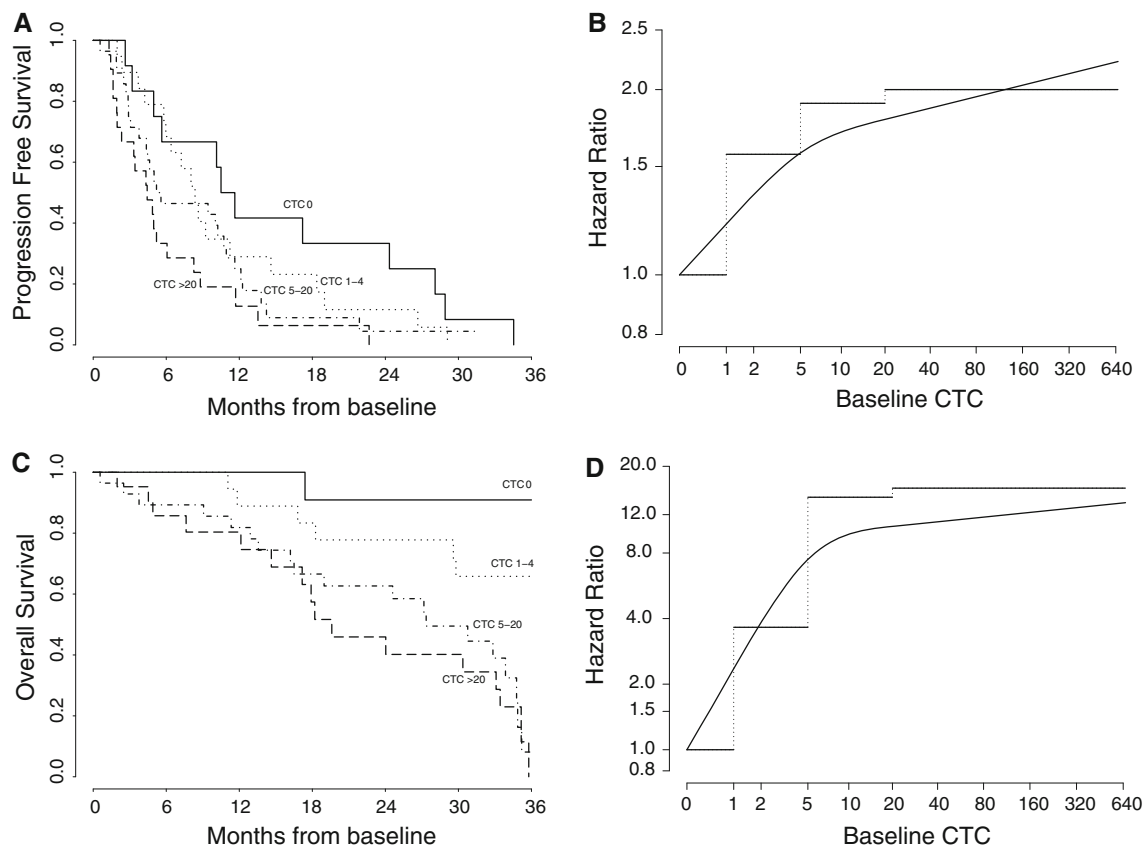 A
Progression Free Survival
1.0
0.8
0.6
0.4
0.2
0.0
CTC 0
CTC 1–4
CTC 5–20
CTC >20
0 6 12 18 24 30 36
Months from baseline
B
Hazard Ratio
2.5
2.0
1.5
1.0
0.8
0 1 2 5 10 20 40 80 160 320 640
Baseline CTC
C
Overall Survival
1.0
0.8
0.6
0.4
0.2
0.0
CTC 0
CTC 1–4
CTC 5–20
CTC >20
0 6 12 18 24 30 36
Months from baseline
D
Hazard Ratio
20.0
12.0
8.0
4.0
2.0
1.5
1.0
0.8
0 1 2 5 10 20 40 80 160 320 640
Baseline CTC